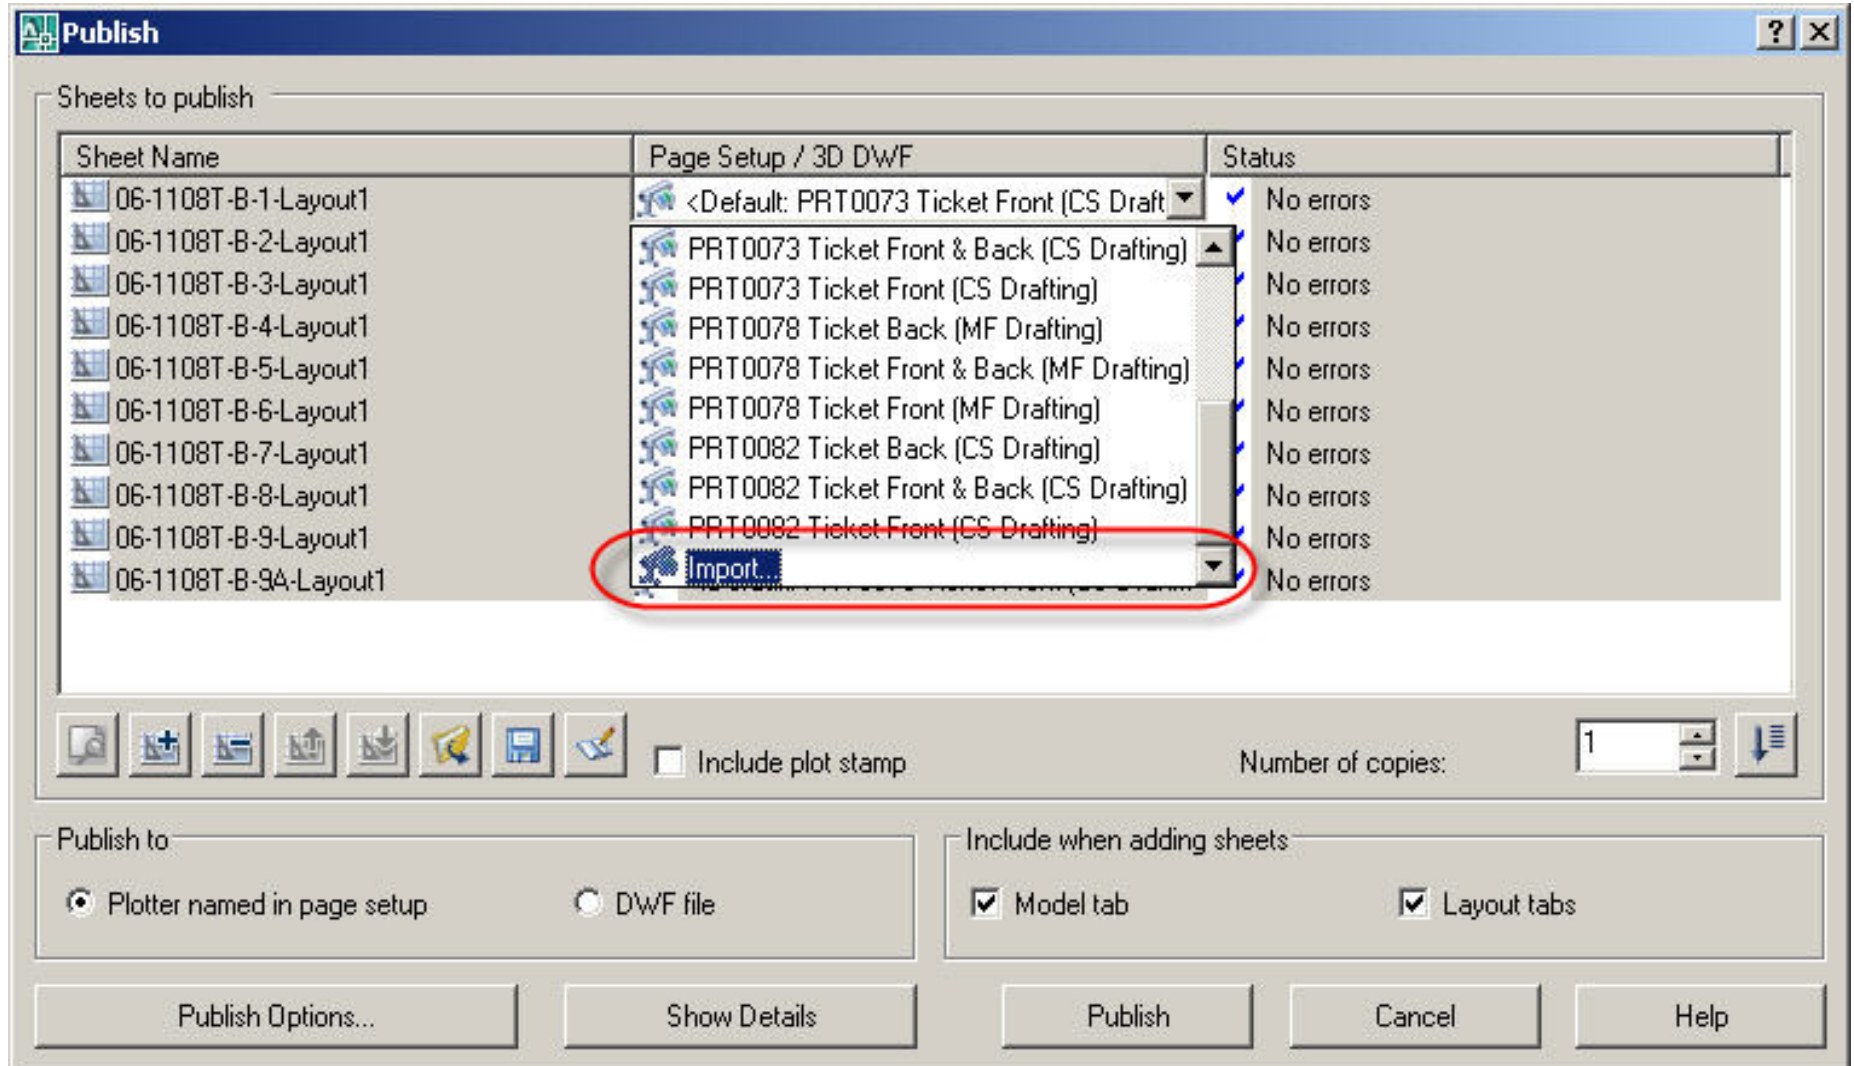 Publish
Sheets to publish
Sheet Name Page Setup / 3D DWF Status
06-1108T-B-1-Layout1 <Default: PRT0073 Ticket Front (CS Draft No errors
06-1108T-B-2-Layout1 PRT0073 Ticket Front & Back (CS Drafting) No errors
06-1108T-B-3-Layout1 PRT0073 Ticket Front (CS Drafting) No errors
06-1108T-B-4-Layout1 PRT0078 Ticket Back (MF Drafting) No errors
06-1108T-B-5-Layout1 PRT0078 Ticket Front & Back (MF Drafting) No errors
06-1108T-B-6-Layout1 PRT0078 Ticket Front (MF Drafting) No errors
06-1108T-B-7-Layout1 PRT0082 Ticket Back (CS Drafting) No errors
06-1108T-B-8-Layout1 PRT0082 Ticket Front & Back (CS Drafting) No errors
06-1108T-B-9-Layout1 PRT0082 Ticket Front (CS Drafting) No errors
06-1108T-B-9A-Layout1 Import... No errors
Include plot stamp Number of copies: 1
Publish to Include when adding sheets
Plotter named in page setup DWF file Model tab Layout tabs
Publish Options... Show Details Publish Cancel Help